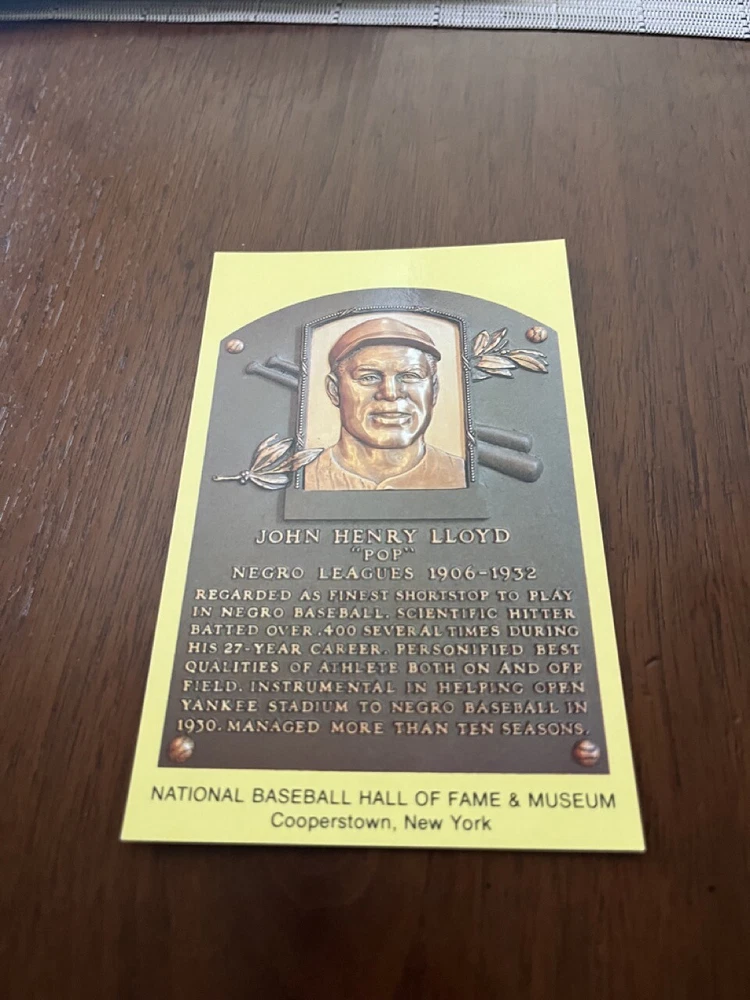 JOHN HENRY LLOYD
"POP"
NEGRO LEAGUES 1906-1932
REGARDED AS FINEST SHORTSTOP TO PLAY
IN NEGRO BASEBALL. SCIENTIFIC HITTER
BATTED OVER .400 SEVERAL TIMES DURING
HIS 27-YEAR CAREER. PERSONIFIED BEST
QUALITIES OF ATHLETE BOTH ON AND OFF
FIELD. INSTRUMENTAL IN HELPING OPEN
YANKEE STADIUM TO NEGRO BASEBALL IN
1930. MANAGED MORE THAN TEN SEASONS.
NATIONAL BASEBALL HALL OF FAME & MUSEUM
Cooperstown, New York